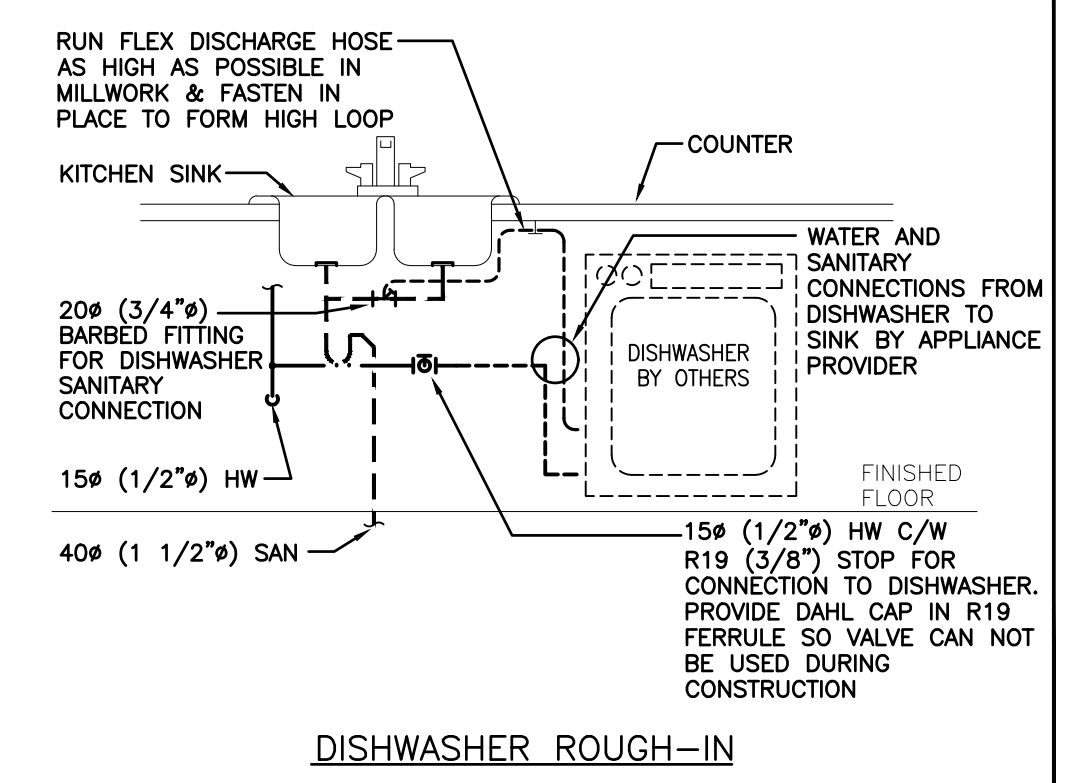 RUN FLEX DISCHARGE HOSE
AS HIGH AS POSSIBLE IN
MILLWORK & FASTEN IN
PLACE TO FORM HIGH LOOP
COUNTER
KITCHEN SINK
WATER AND
SANITARY
CONNECTIONS FROM
DISHWASHER TO
SINK BY APPLIANCE
PROVIDER
20ø (3/4"ø)
BARBED FITTING
FOR DISHWASHER
SANITARY
CONNECTION
DISHWASHER
BY OTHERS
15ø (1/2"ø) HW
FINISHED
FLOOR
40ø (1 1/2"ø) SAN
15ø (1/2"ø) HW C/W
R19 (3/8") STOP FOR
CONNECTION TO DISHWASHER.
PROVIDE DAHL CAP IN R19
FERRULE SO VALVE CAN NOT
BE USED DURING
CONSTRUCTION
DISHWASHER ROUGH-IN